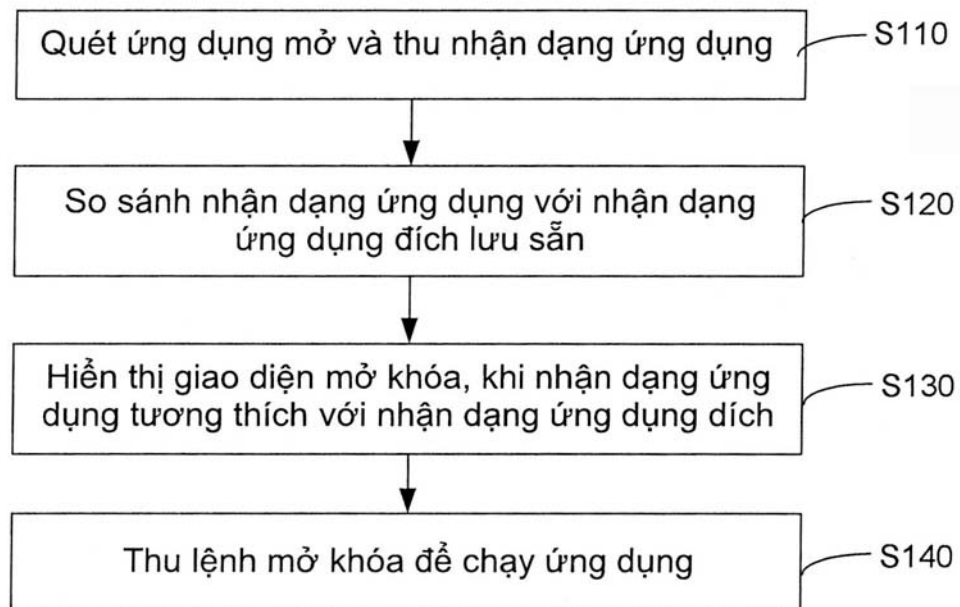 Quét ứng dụng mở và thu nhận dạng ứng dụng
S110
So sánh nhận dạng ứng dụng với nhận dạng
ứng dụng đích lưu sẵn
S120
Hiển thị giao diện mở khóa, khi nhận dạng ứng
dụng tương thích với nhận dạng ứng dụng dích
S130
Thu lệnh mở khóa để chạy ứng dụng
S140